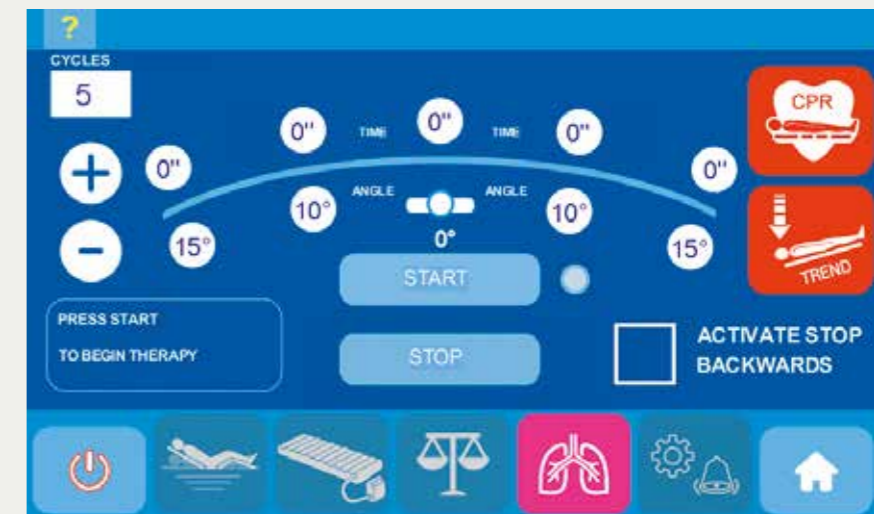 ?
CYCLES
5
0" TIME 0" TIME 0"
0" 0"
ANGLE ANGLE
10° 10°
15° 0° 15°
START
STOP
PRESS START
TO BEGIN THERAPY
ACTIVATE STOP
BACKWARDS
CPR
TREND